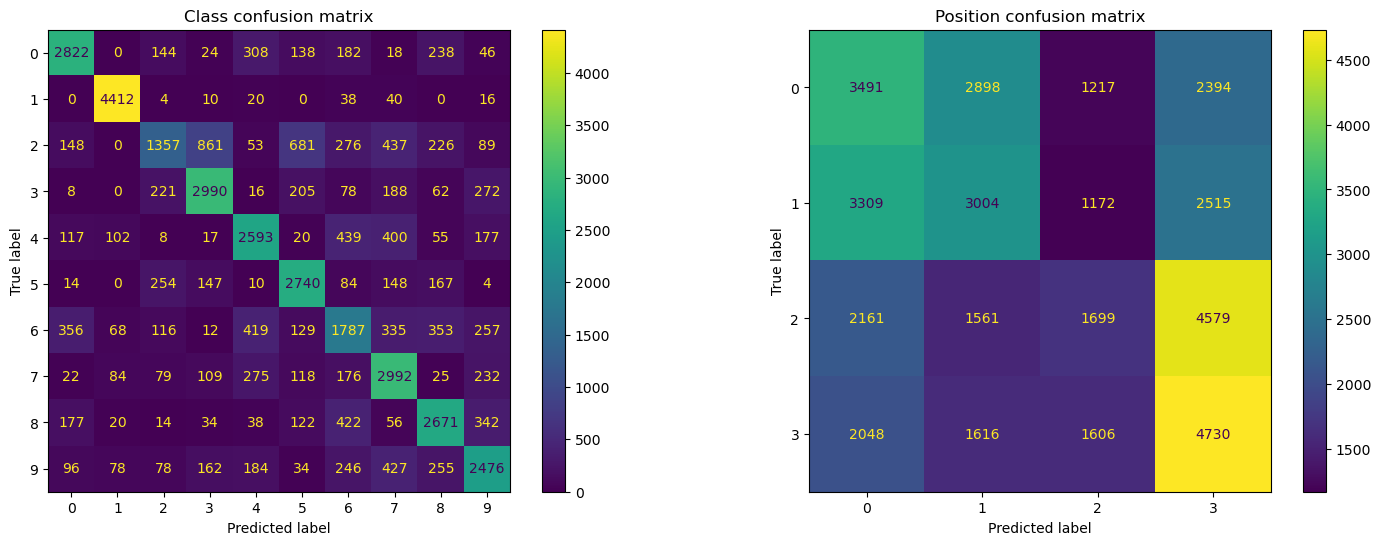 Class confusion matrix
0 2822 0 144 24 308 138 182 18 238 46
1 0 4412 4 10 20 0 38 40 0 16
2 148 0 1357 861 53 681 276 437 226 89
3 8 0 221 2990 16 205 78 188 62 272
4 117 102 8 17 2593 20 439 400 55 177
5 14 0 254 147 10 2740 84 148 167 4
6 356 68 116 12 419 129 1787 335 353 257
7 22 84 79 109 275 118 176 2992 25 232
8 177 20 14 34 38 122 422 56 2671 342
9 96 78 78 162 184 34 246 427 255 2476
0 1 2 3 4 5 6 7 8 9
Predicted label
True label
4000
3500
3000
2500
2000
1500
1000
500
0
Position confusion matrix
0 3491 2898 1217 2394
1 3309 3004 1172 2515
2 2161 1561 1699 4579
3 2048 1616 1606 4730
0 1 2 3
Predicted label
True label
4500
4000
3500
3000
2500
2000
1500